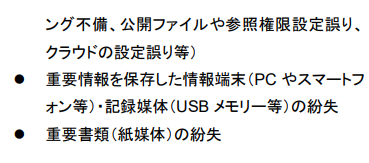 ング不備、公開ファイルや参照権限設定誤り、
クラウドの設定誤り等）
● 重要情報を保存した情報端末（PC やスマートフ
ォン等）・記録媒体（USB メモリー等）の紛失
● 重要書類（紙媒体）の紛失